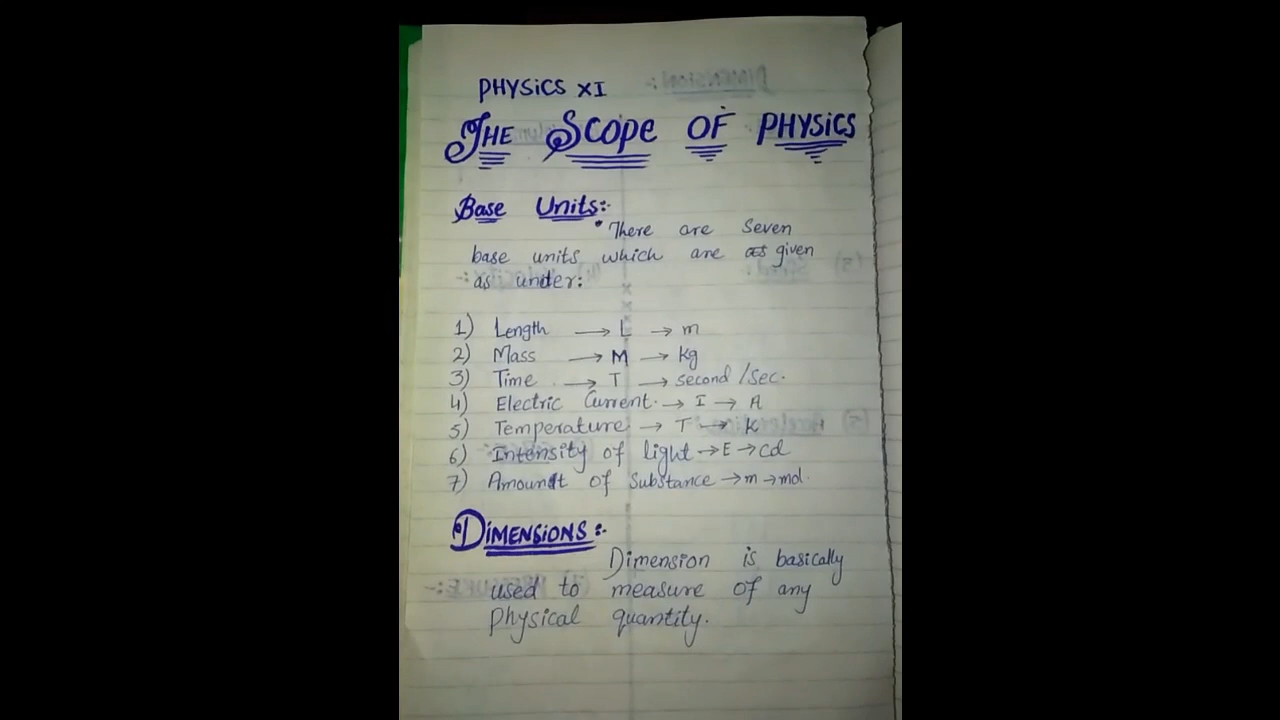 PHYSICS XI
THE SCOPE OF PHYSICS
Base Units:-
There are seven
base units which are as given
as under:
1) Length → L → m
2) Mass → M → kg
3) Time → T → second /sec.
4) Electric Current → I → A
5) Temperature → T → K
6) Intensity of light → E → cd
7) Amount of Substance → m → mol.
DIMENSIONS:-
Dimension is basically
used to measure of any
physical quantity.